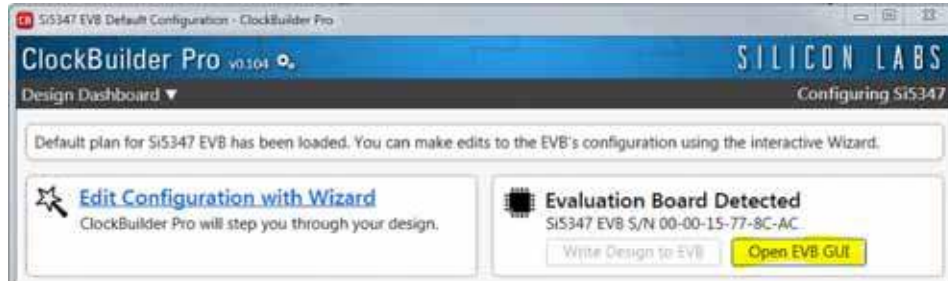 Si5347 EVB Default Configuration - ClockBuilder Pro
ClockBuilder Pro v0.104
SILICON LABS
Design Dashboard ▼
Configuring Si5347
Default plan for Si5347 EVB has been loaded. You can make edits to the EVB's configuration using the interactive Wizard.
Edit Configuration with Wizard
ClockBuilder Pro will step you through your design.
Evaluation Board Detected
Si5347 EVB S/N 00-00-15-77-8C-AC
Write Design to EVB
Open EVB GUI